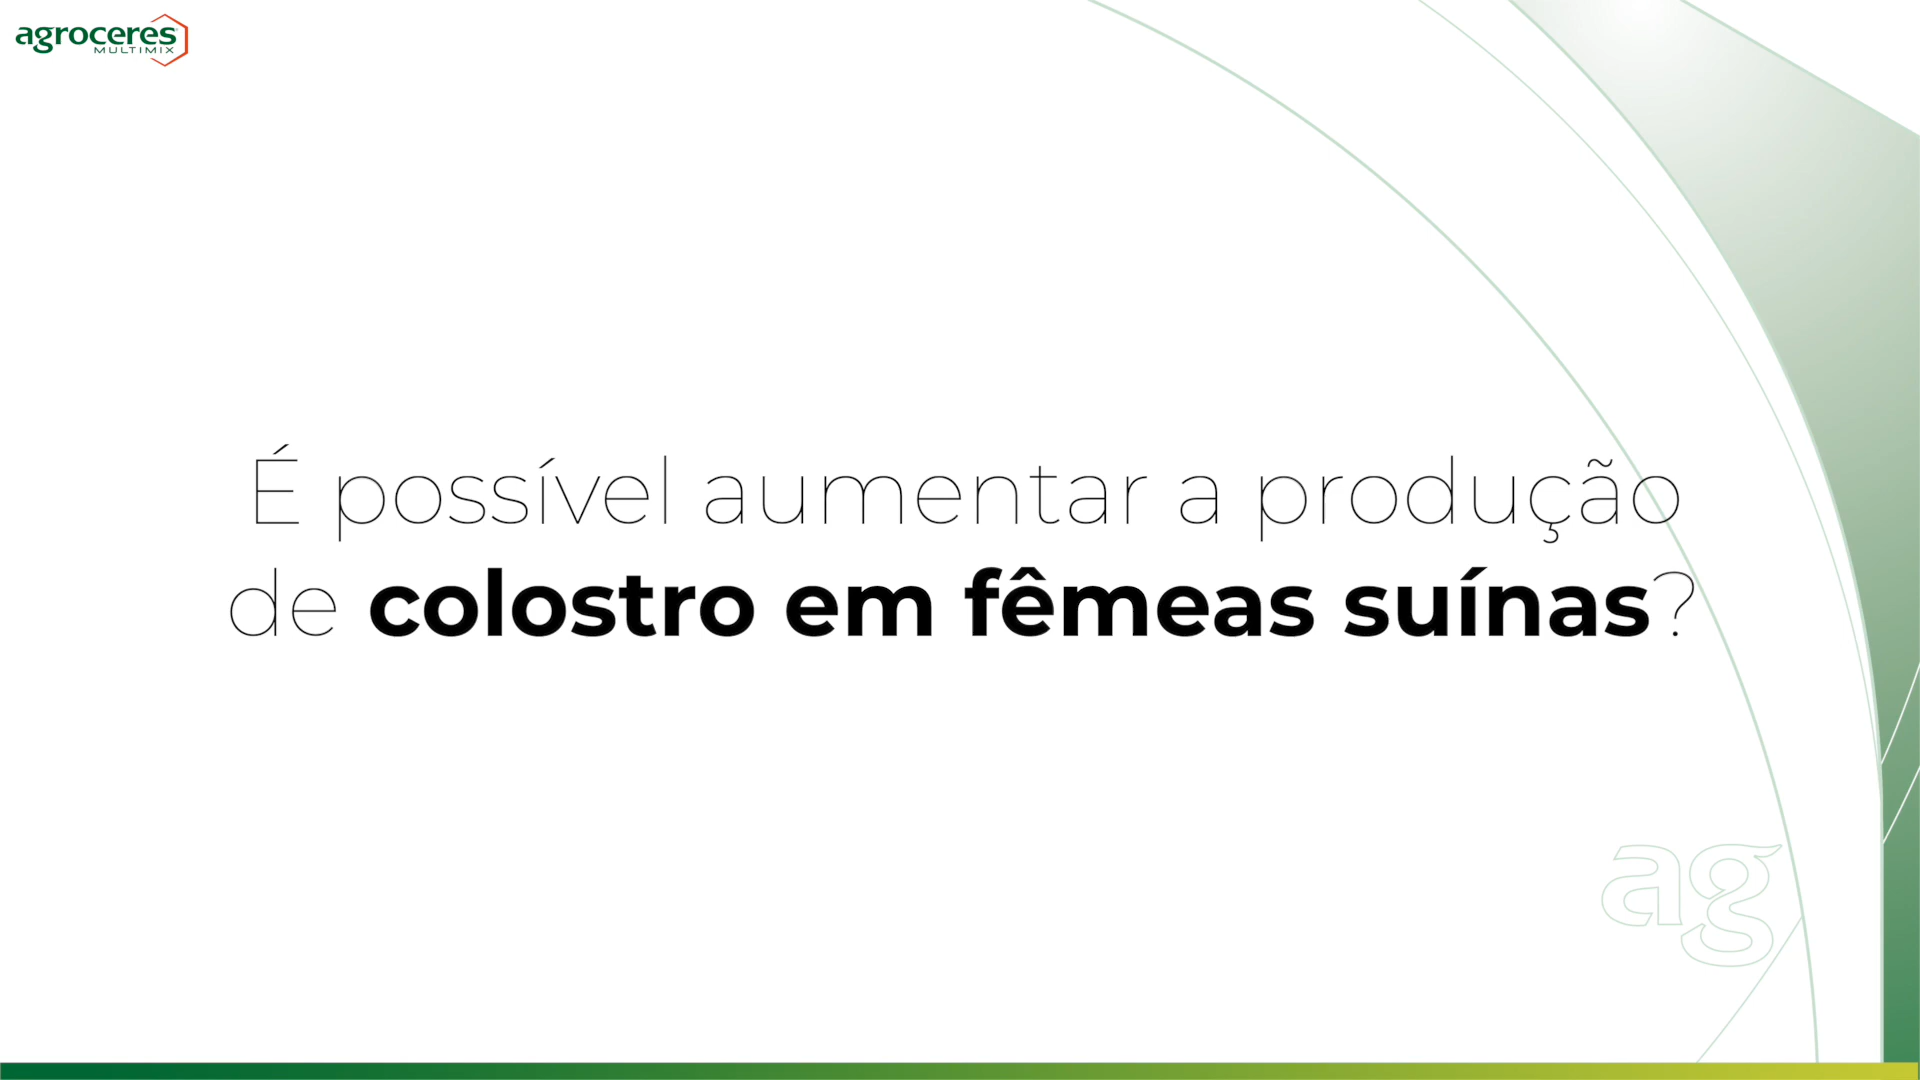 agroceres
MULTIMIX
É possível aumentar a produção
de colostro em fêmeas suínas?
ag